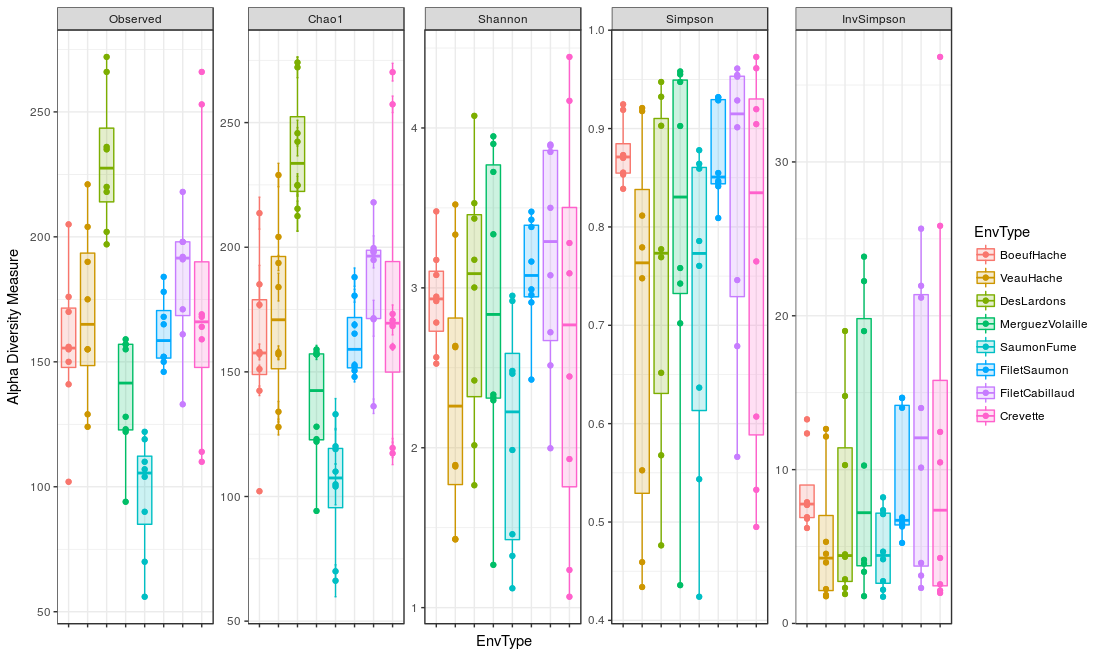 Observed
Chao1
Shannon
Simpson
InvSimpson
Alpha Diversity Measure
250
200
150
100
50
250
200
150
100
50
4
3
2
1
1.0
0.9
0.8
0.7
0.6
0.5
0.4
30
20
10
0
EnvType
EnvType
BoeufHache
VeauHache
DesLardons
MerguezVolaille
SaumonFume
FiletSaumon
FiletCabillaud
Crevette